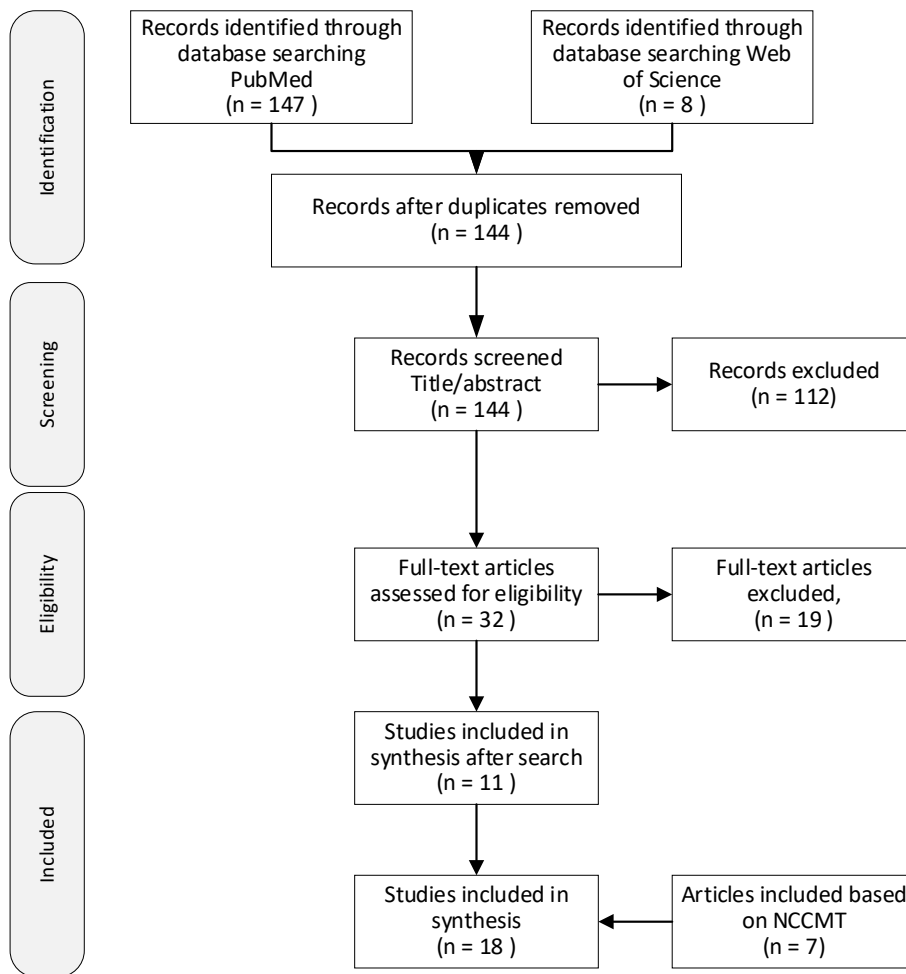 Identification
Records identified through
database searching
PubMed
(n = 147 )
Records identified through
database searching Web
of Science
(n = 8 )
Records after duplicates removed
(n = 144 )
Screening
Records screened
Title/abstract
(n = 144 )
Records excluded
(n = 112)
Eligibility
Full-text articles
assessed for eligibility
(n = 32 )
Full-text articles
excluded,
(n = 19 )
Included
Studies included in
synthesis after search
(n = 11 )
Studies included in
synthesis
(n = 18 )
Articles included based
on NCCMT
(n = 7)